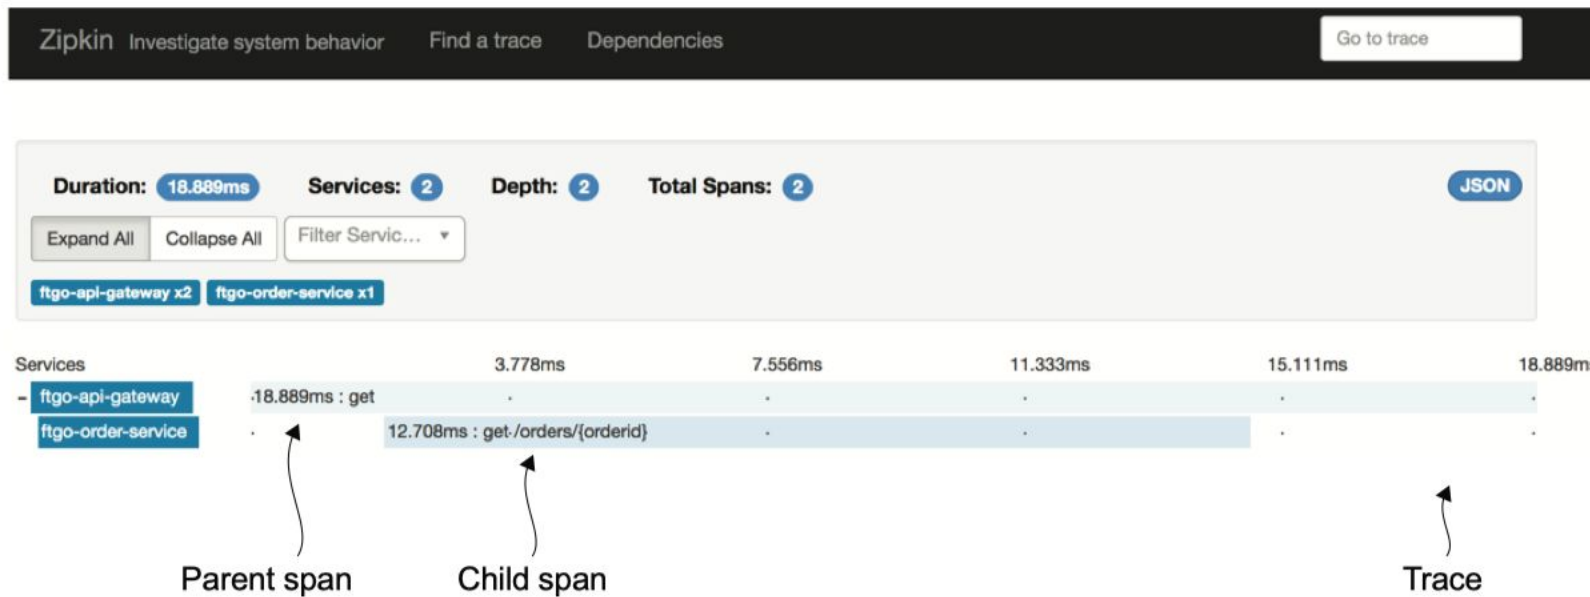 Zipkin Investigate system behavior Find a trace Dependencies Go to trace
Duration: 18.889ms Services: 2 Depth: 2 Total Spans: 2 JSON
Expand All Collapse All Filter Servic...
ftgo-api-gateway x2 ftgo-order-service x1
Services 3.778ms 7.556ms 11.333ms 15.111ms 18.889m
- ftgo-api-gateway 18.889ms : get
ftgo-order-service 12.708ms : get /orders/{orderid}
Parent span Child span Trace